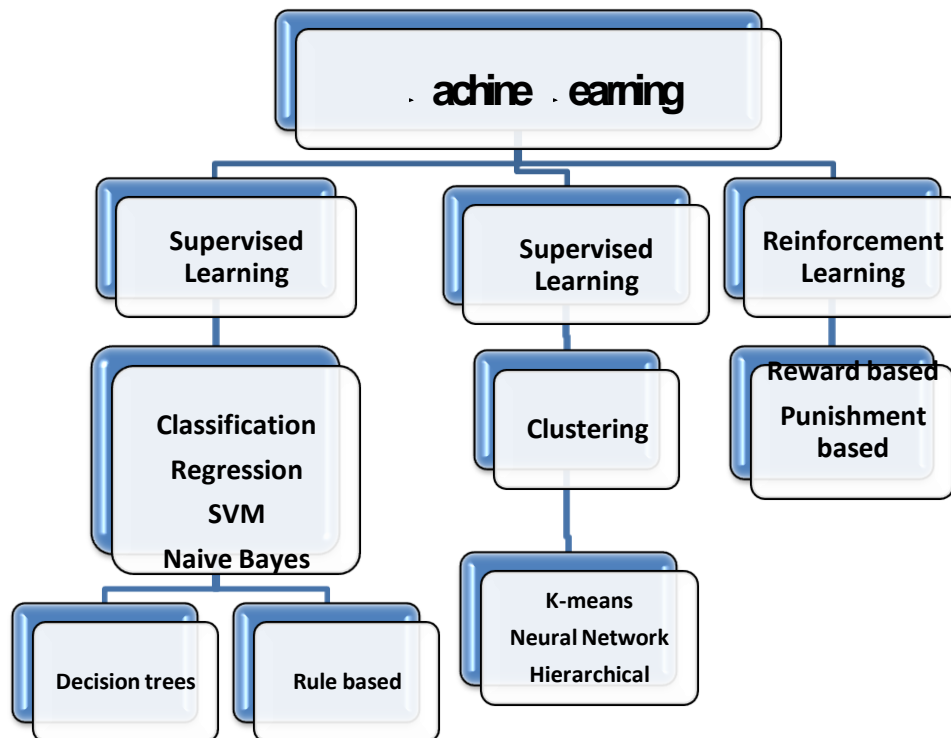 achine earning
Supervised
Learning
Supervised
Learning
Reinforcement
Learning
Classification
Regression
SVM
Naive Bayes
Clustering
Reward based
Punishment
based
Decision trees
Rule based
K-means
Neural Network
Hierarchical